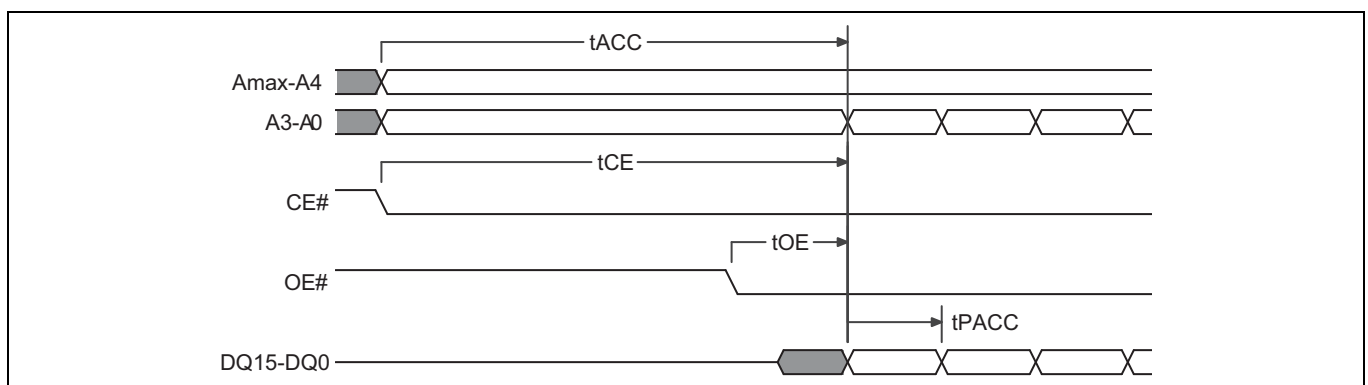 tACC
Amax-A4
A3-A0
tCE
CE#
tOE
OE#
tPACC
DQ15-DQ0